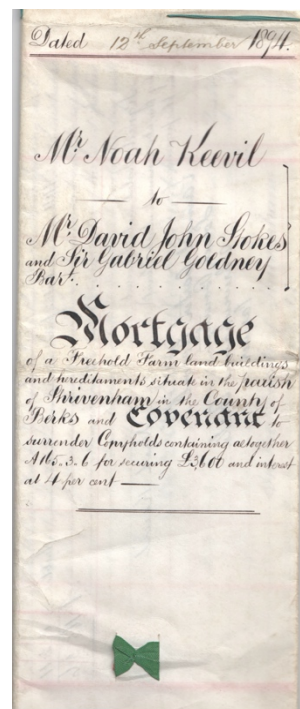 Dated 12th September 1894.
Mr Noah Keevil
to
Mr David John Stokes
and Sir Gabriel Goldney
Bart.
Mortgage
of a Freehold Farm land buildings
and hereditaments situate in the parish
of Shrivenham in the County of
Berks and Covenant to
surrender Copyholds containing altogether
A165.3.6 for securing £3600 and interest
at 4 per cent